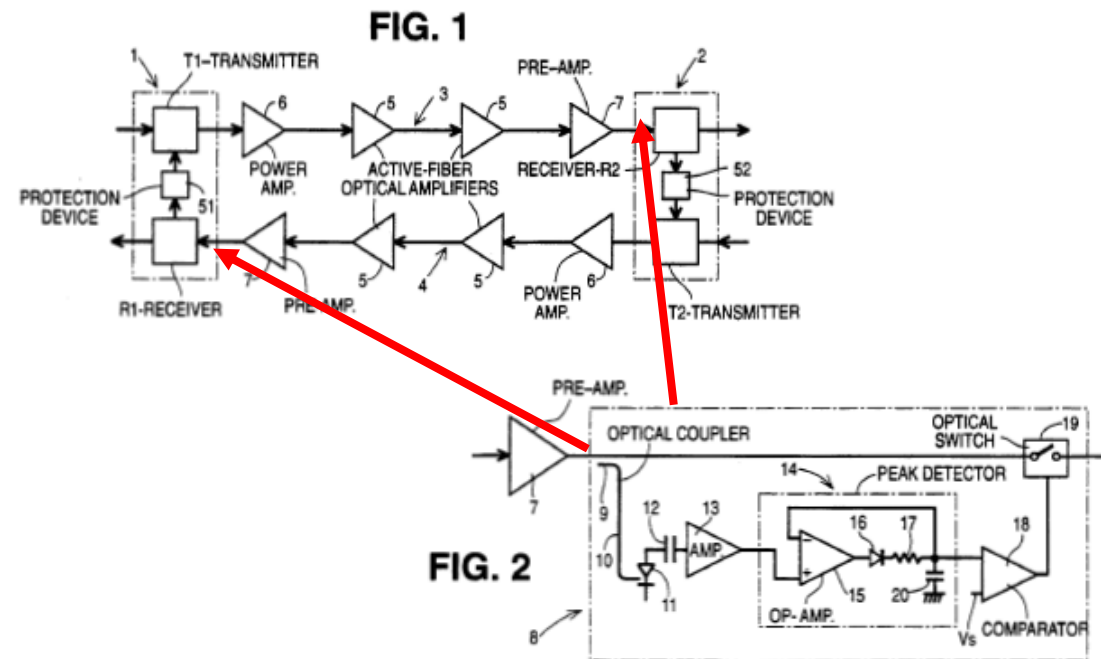 FIG. 1
1
T1-TRANSMITTER
6
5
3
5
PRE-AMP.
7
2
POWER
AMP.
ACTIVE-FIBER
OPTICAL AMPLIFIERS
RECEIVER-R2
52
PROTECTION
DEVICE
51
PROTECTION
DEVICE
7
PRE-AMP.
5
4
5
POWER
AMP.
6
R1-RECEIVER
T2-TRANSMITTER
PRE-AMP.
7
OPTICAL COUPLER
OPTICAL
SWITCH
19
14
PEAK DETECTOR
9
10
12
13
AMP.
11
16
17
18
−
+
15
20
OP-AMP.
Vs
COMPARATOR
FIG. 2
8